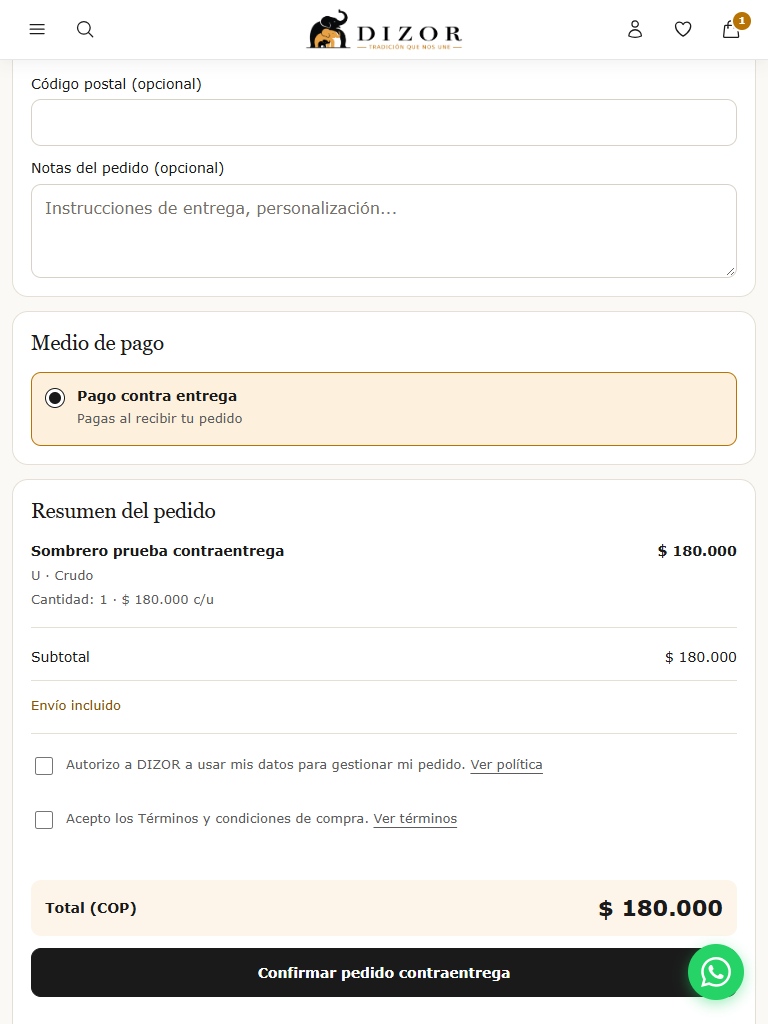 DIZOR
TRADICIÓN QUE NOS UNE
1
Código postal (opcional)
Notas del pedido (opcional)
Instrucciones de entrega, personalización...
Medio de pago
Pago contra entrega
Pagas al recibir tu pedido
Resumen del pedido
Sombrero prueba contraentrega $ 180.000
U · Crudo
Cantidad: 1 · $ 180.000 c/u
Subtotal $ 180.000
Envío incluido
Autorizo a DIZOR a usar mis datos para gestionar mi pedido. Ver política
Acepto los Términos y condiciones de compra. Ver términos
Total (COP) $ 180.000
Confirmar pedido contraentrega